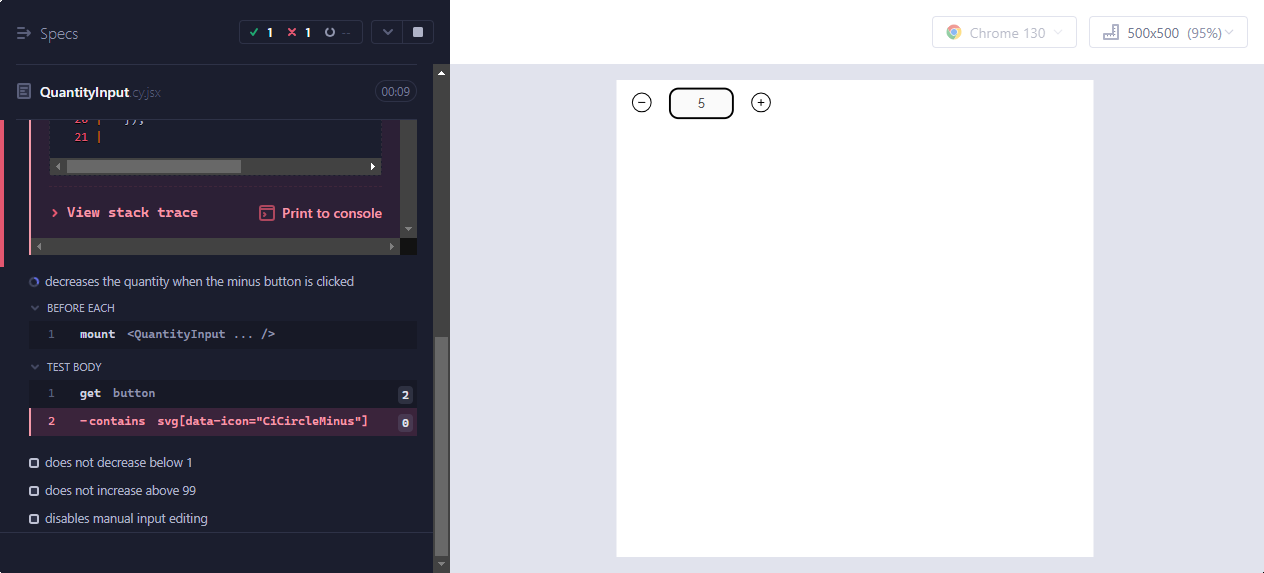 Specs
1 1 --
QuantityInput.cy.jsx 00:09
20 | });
21 |
View stack trace
Print to console
decreases the quantity when the minus button is clicked
BEFORE EACH
1 mount <QuantityInput ... />
TEST BODY
1 get button 2
2 -contains svg[data-icon="CiCircleMinus"] 0
does not decrease below 1
does not increase above 99
disables manual input editing
Chrome 130
500x500 (95%)
5